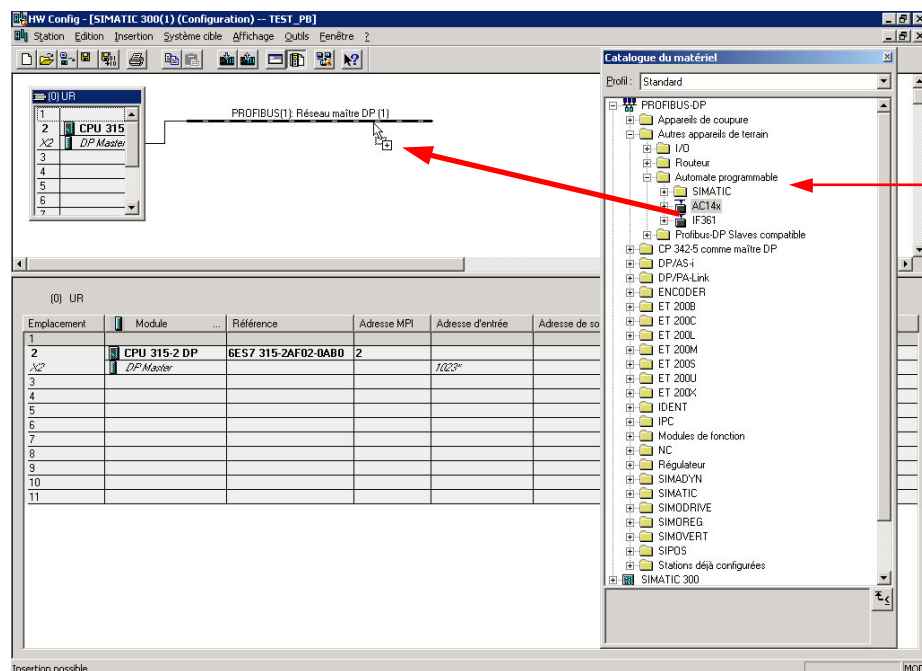 HW Config - [SIMATIC 300(1) (Configuration) -- TEST_PB]
Station Edition Insertion Système cible Affichage Outils Fenêtre ?
Catalogue du matériel
Profil : Standard
(0) UR
1
2 CPU 315
X2 DP Master
3
4
5
6
7
PROFIBUS(1): Réseau maître DP (1)
PROFIBUS-DP
Appareils de coupure
Autres appareils de terrain
I/O
Routeur
Automate programmable
SIMATIC
AC14x
IF361
Profibus-DP Slaves compatible
CP 342-5 comme maître DP
DP/AS-i
DP/PA-Link
ENCODER
ET 200B
ET 200C
ET 200L
ET 200M
ET 200S
ET 200U
ET 200X
IDENT
IPC
Modules de fonction
NC
Régulateur
SIMADYN
SIMATIC
SIMODRIVE
SIMOREG
SIMOVERT
SIPOS
Stations déjà configurées
SIMATIC 300
(0) UR
Emplacement Module ... Référence Adresse MPI Adresse d'entrée Adresse de so
1
2 CPU 315-2 DP 6ES7 315-2AF02-0AB0 2
X2 DP Master 1023*
3
4
5
6
7
8
9
10
11
Insertion possible MOD